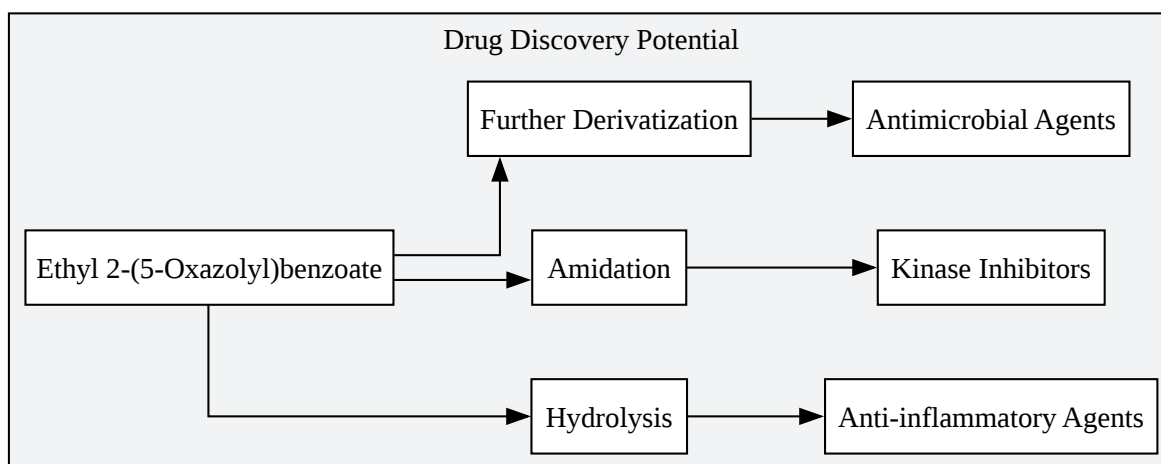 Drug Discovery Potential
Further Derivatization
Antimicrobial Agents
Ethyl 2-(5-Oxazolyl)benzoate
Amidation
Kinase Inhibitors
Hydrolysis
Anti-inflammatory Agents